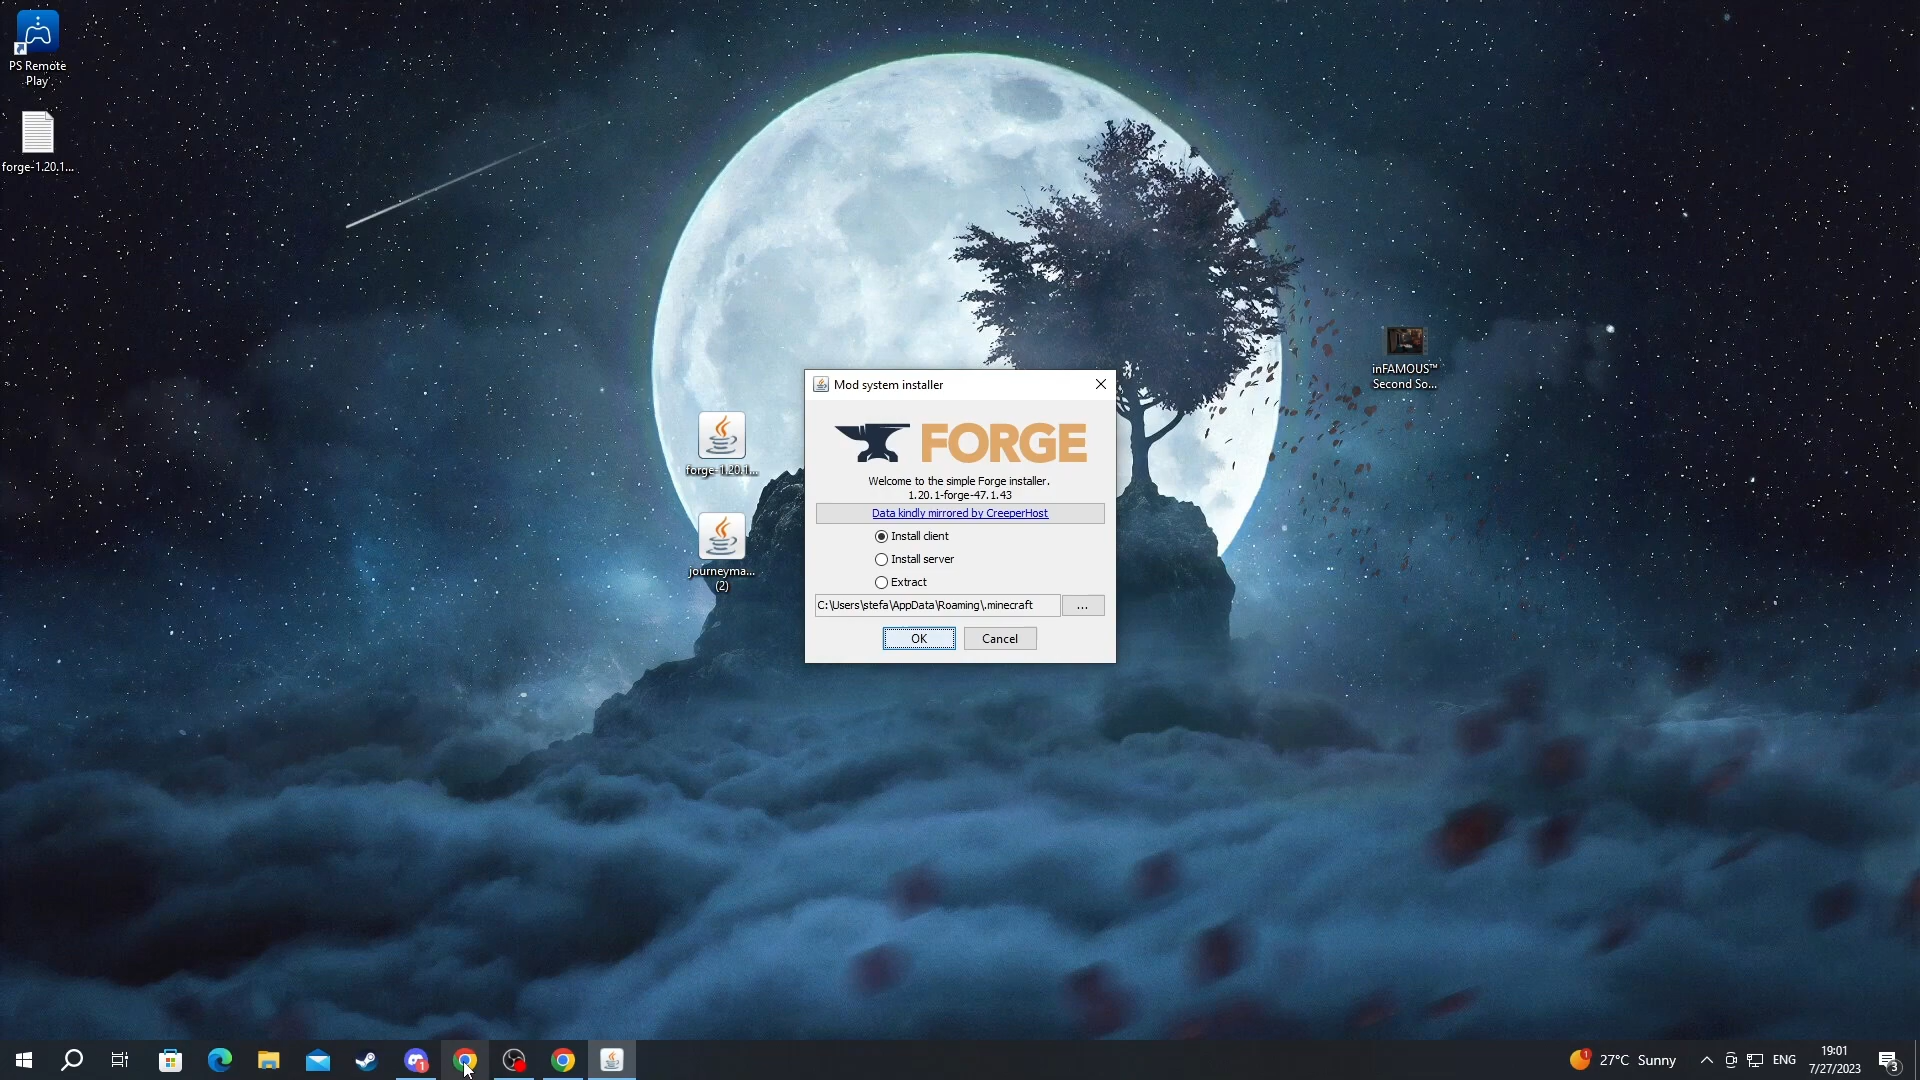 PS Remote
Play
forge-1.20.1...
forge-1.20.1...
journeyma...
(2)
inFAMOUS™
Second So...
Mod system installer
FORGE
Welcome to the simple Forge installer.
1.20.1-forge-47.1.43
Data kindly mirrored by CreeperHost
Install client
Install server
Extract
C:\Users\stefa\AppData\Roaming\.minecraft
...
OK
Cancel
1
1
27°C Sunny
ENG
19:01
7/27/2023
3